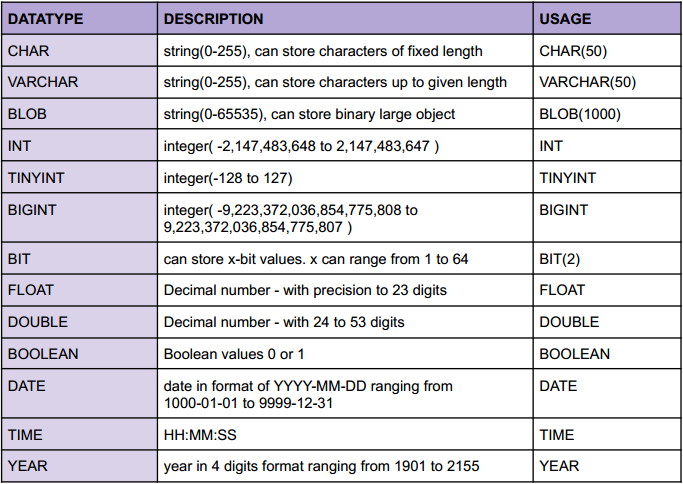 DATATYPE DESCRIPTION USAGE
CHAR string(0-255), can store characters of fixed length CHAR(50)
VARCHAR string(0-255), can store characters up to given length VARCHAR(50)
BLOB string(0-65535), can store binary large object BLOB(1000)
INT integer( -2,147,483,648 to 2,147,483,647 ) INT
TINYINT integer(-128 to 127) TINYINT
BIGINT integer( -9,223,372,036,854,775,808 to BIGINT
9,223,372,036,854,775,807 )
BIT can store x-bit values. x can range from 1 to 64 BIT(2)
FLOAT Decimal number - with precision to 23 digits FLOAT
DOUBLE Decimal number - with 24 to 53 digits DOUBLE
BOOLEAN Boolean values 0 or 1 BOOLEAN
DATE date in format of YYYY-MM-DD ranging from DATE
1000-01-01 to 9999-12-31
TIME HH:MM:SS TIME
YEAR year in 4 digits format ranging from 1901 to 2155 YEAR